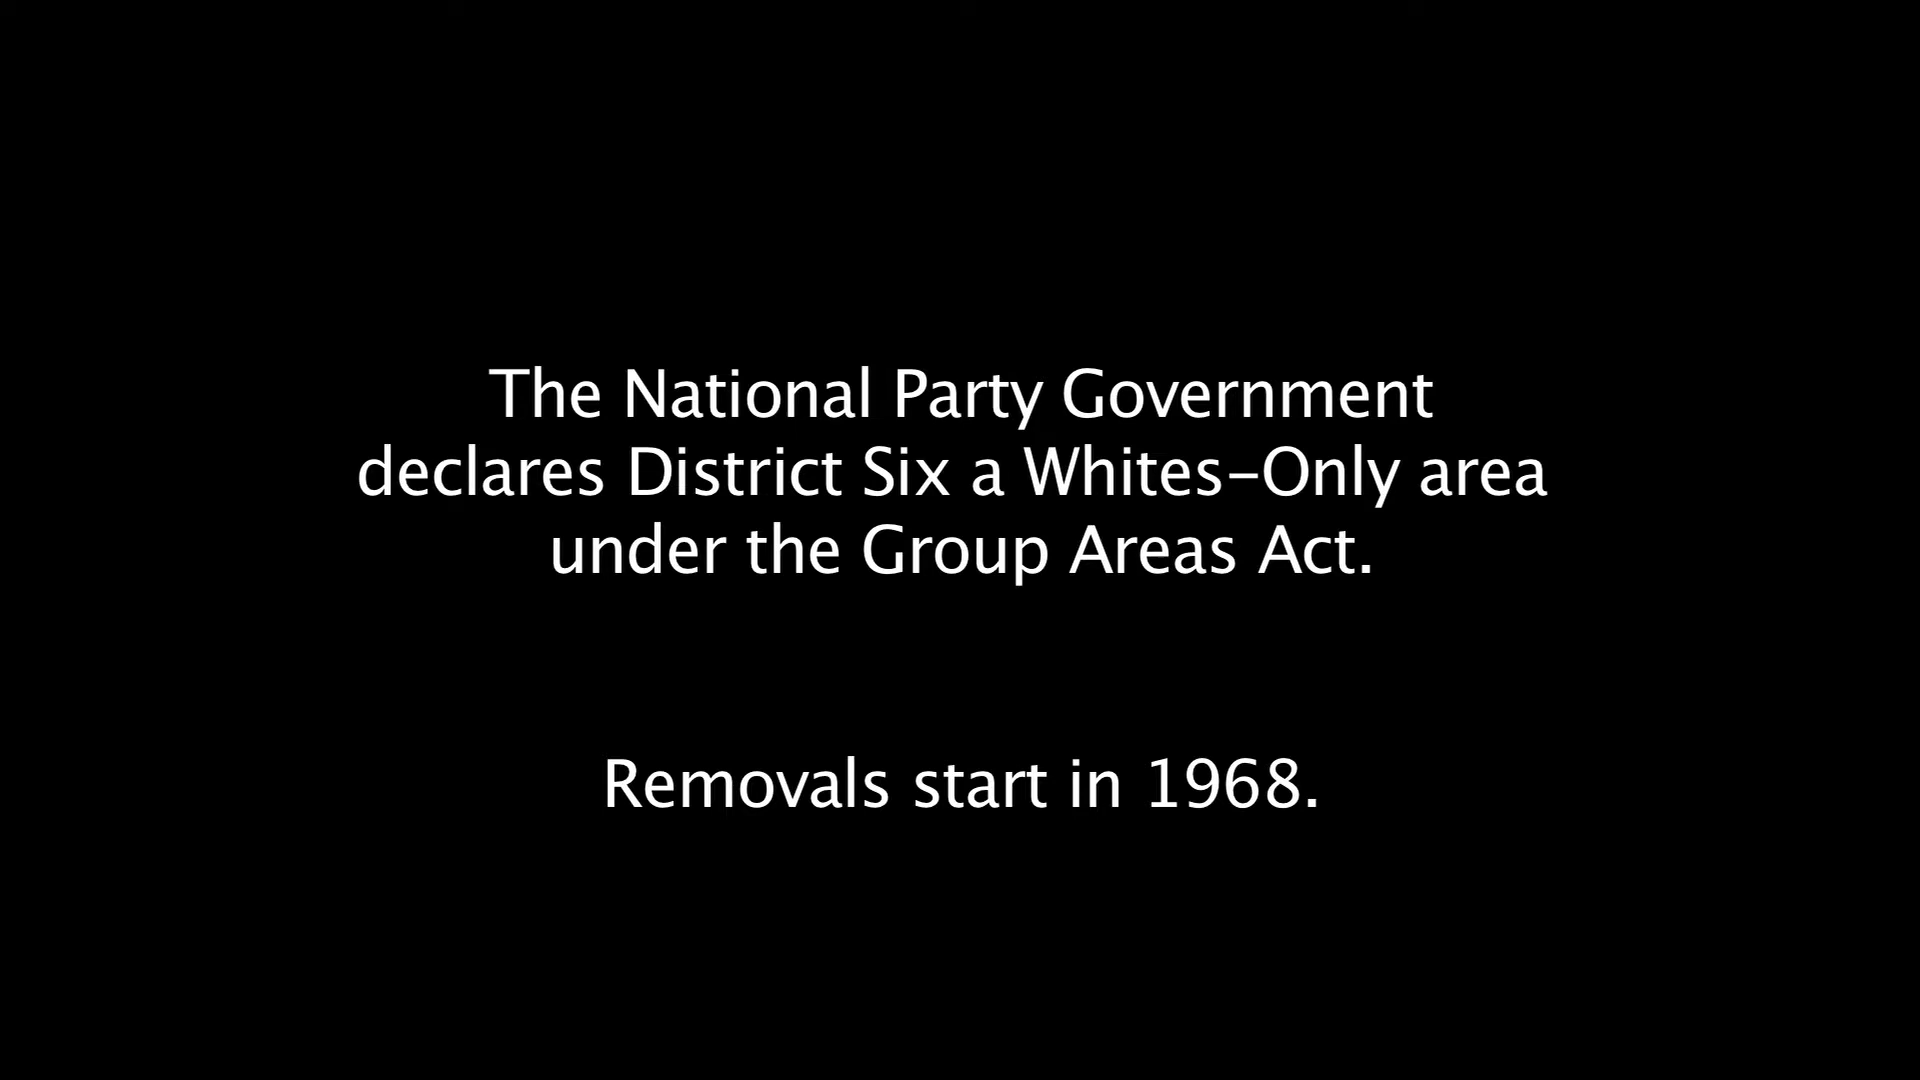 The National Party Government
declares District Six a Whites-Only area
under the Group Areas Act.
Removals start in 1968.